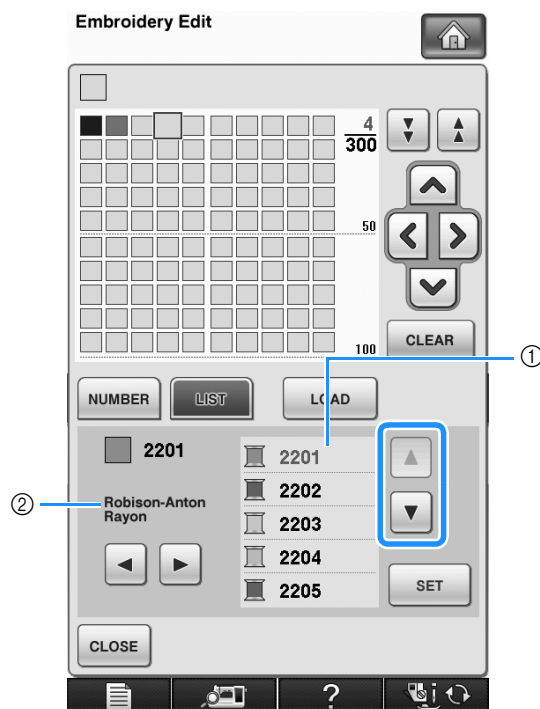 Embroidery Edit
4
300
50
100
CLEAR
①
NUMBER
LIST
LOAD
2201
2201
2202
②
Robison-Anton
Rayon
2203
2204
2205
SET
CLOSE
?